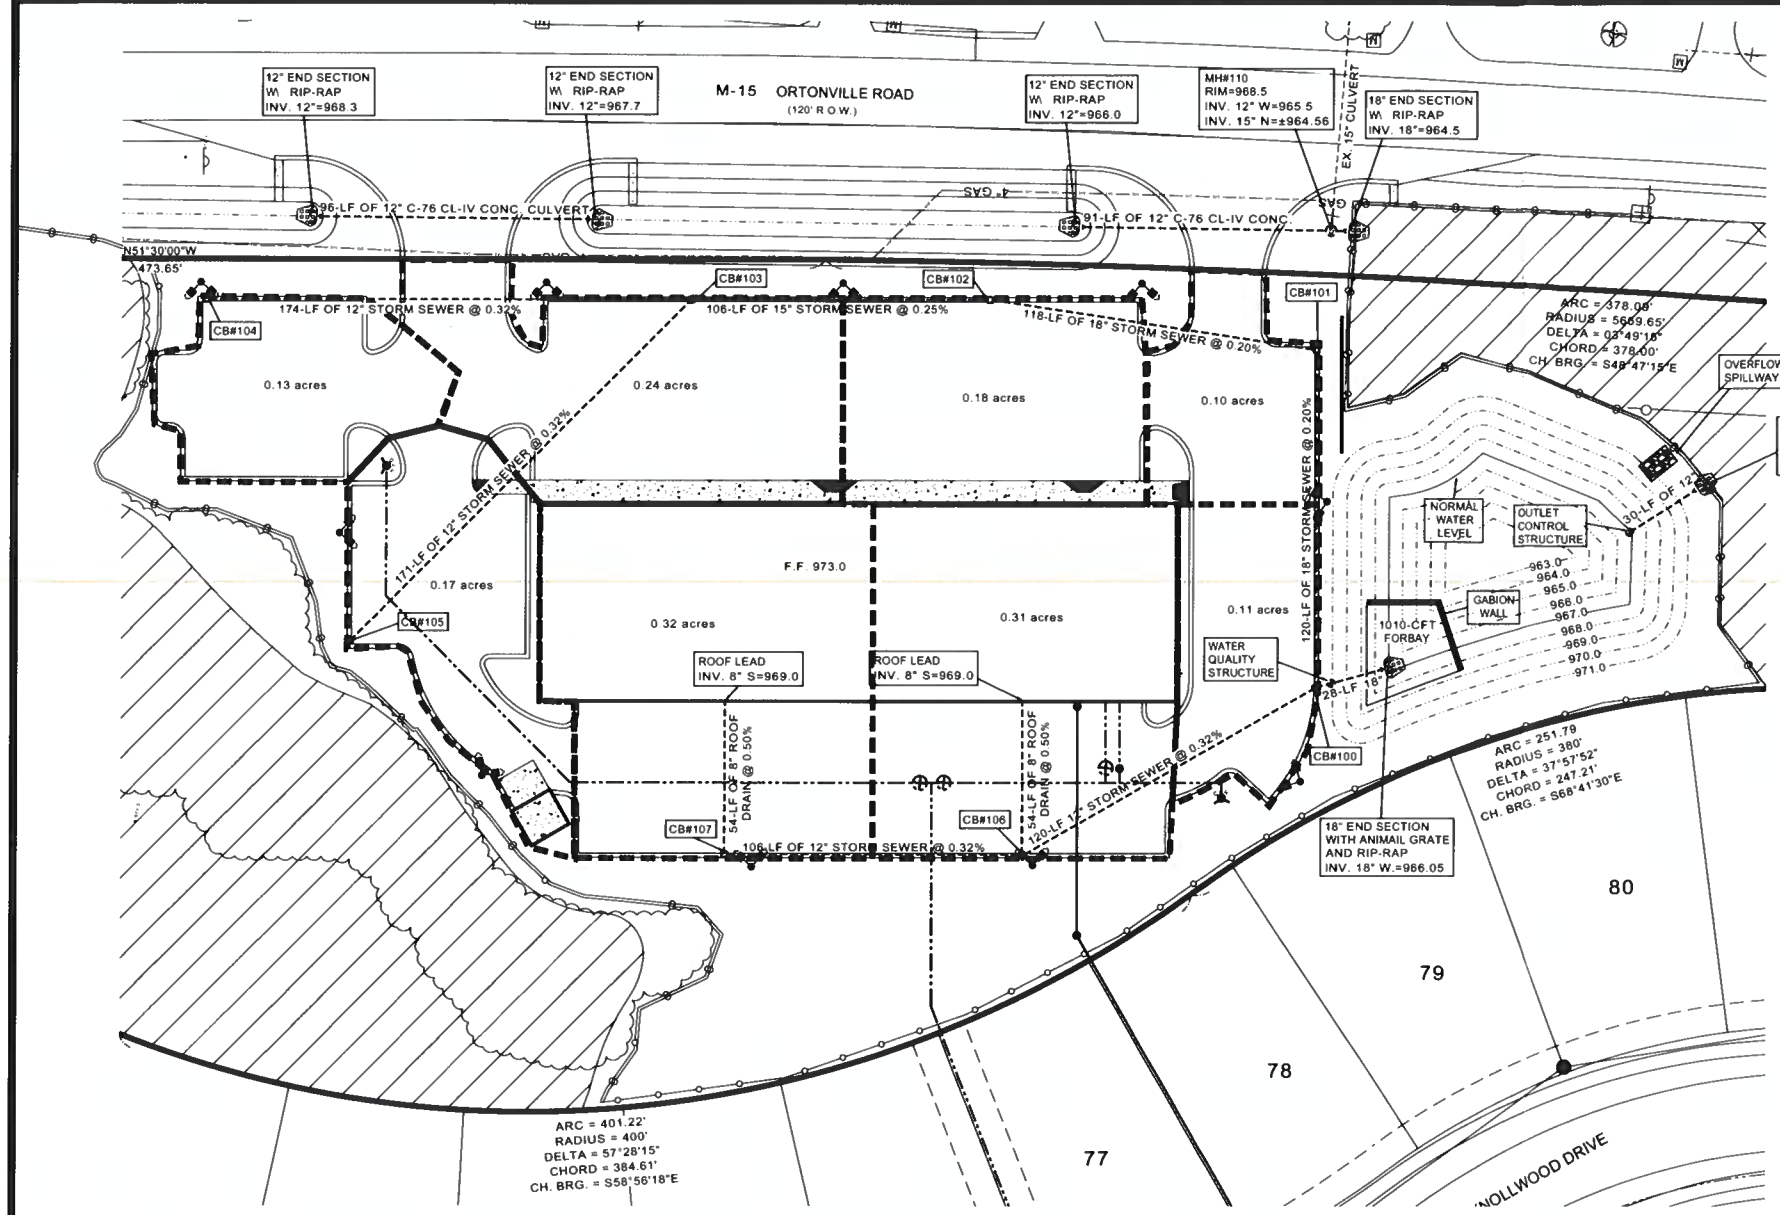 12" END SECTION
W\ RIP-RAP
INV. 12"=968.3
12" END SECTION
W\ RIP-RAP
INV. 12"=967.7
M-15 ORTONVILLE ROAD
(120' R.O.W.)
12" END SECTION
W\ RIP-RAP
INV. 12"=966.0
MH#110
RIM=968.5
INV. 12" W=965.5
INV. 15" N=±964.56
EX. 15" CULVERT
18" END SECTION
W\ RIP-RAP
INV. 18"=964.5
M
M
M
M
96-LF OF 12" C-76 CL-IV CONC. CULVERT
4" GAS
91-LF OF 12" C-76 CL-IV CONC.
GAS
N51°30'00"W
473.65'
CB#103
CB#102
CB#101
CB#104
174-LF OF 12" STORM SEWER @ 0.32%
106-LF OF 15" STORM SEWER @ 0.25%
118-LF OF 18" STORM SEWER @ 0.20%
ARC = 378.09'
RADIUS = 5669.65'
DELTA = 03°49'15"
CHORD = 378.00'
CH. BRG. = S48°47'15"E
OVERFLOW
SPILLWAY
0.13 acres
0.24 acres
0.18 acres
0.10 acres
171-LF OF 12" STORM SEWER @ 0.32%
120-LF OF 18" STORM SEWER @ 0.20%
NORMAL
WATER
LEVEL
OUTLET
CONTROL
STRUCTURE
30-LF OF 12"
F.F. 973.0
0.17 acres
963.0
964.0
965.0
966.0
967.0
968.0
969.0
970.0
971.0
GABION
WALL
1010-CFT
FORBAY
CB#105
0.32 acres
0.31 acres
0.11 acres
ROOF LEAD
INV. 8" S=969.0
ROOF LEAD
INV. 8" S=969.0
WATER
QUALITY
STRUCTURE
28-LF 18"
54-LF OF 8" ROOF
DRAIN @ 0.50%
54-LF OF 8" ROOF
DRAIN @ 0.50%
120-LF 12" STORM SEWER @ 0.32%
CB#100
ARC = 251.79
RADIUS = 380'
DELTA = 37°57'52"
CHORD = 247.21'
CH. BRG. = S68°41'30"E
CB#107
CB#106
106-LF OF 12" STORM SEWER @ 0.32%
18" END SECTION
WITH ANIMAIL GRATE
AND RIP-RAP
INV. 18" W.=966.05
80
79
78
77
ARC = 401.22'
RADIUS = 400'
DELTA = 57°28'15"
CHORD = 384.61'
CH. BRG. = S58°56'18"E
NOLLWOOD DRIVE